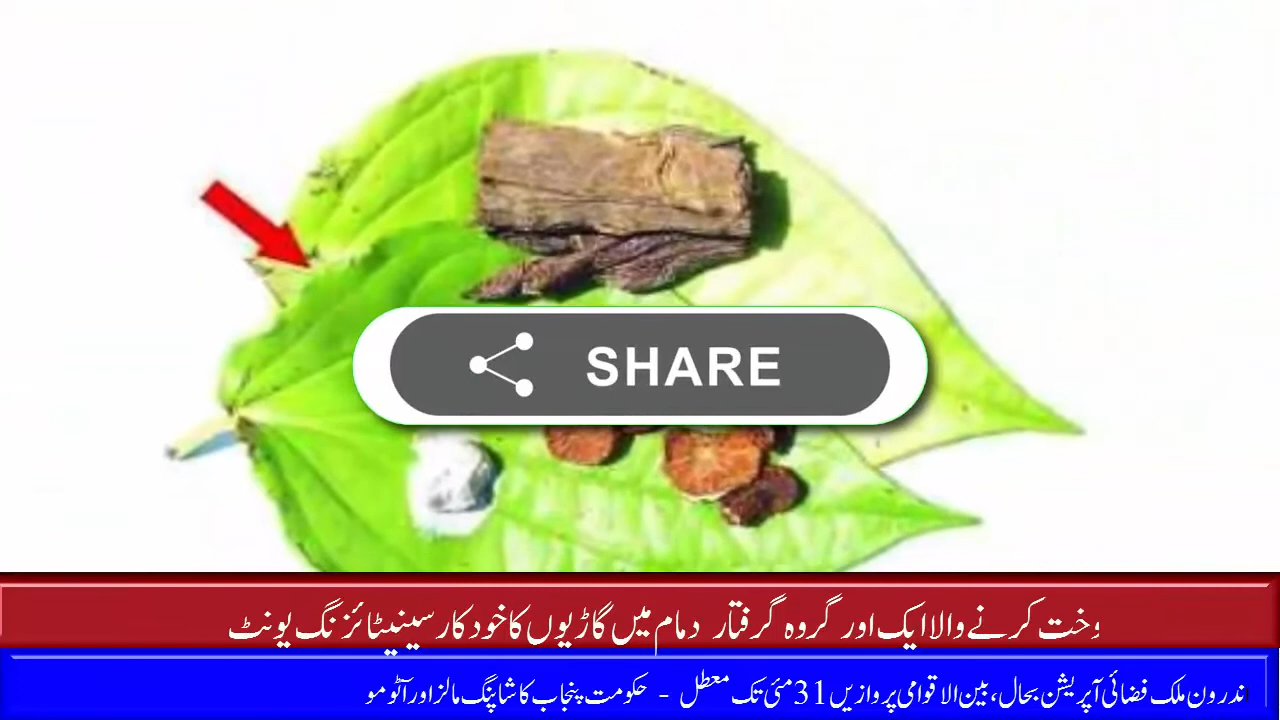 SHARE
وخت کرنے والا ایک اور گروہ گرفتار دمام میں گاڑیوں کا خودکار سینیٹائزنگ یونٹ
ندرون ملک فضائی آپریشن بحال، بین الاقوامی پروازیں 31 مئی تک معطل - حکومت پنجاب کا شاپنگ مالز اور آٹو مو